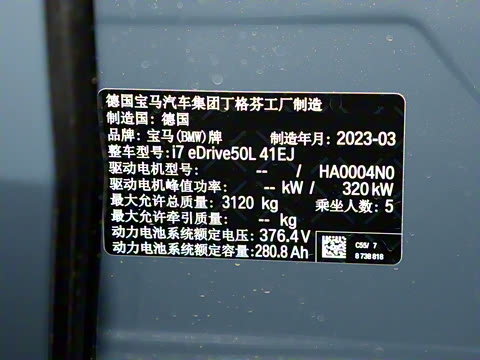 德国宝马汽车集团丁格芬工厂制造
制造国: 德国
品牌: 宝马(BMW)牌 制造年月: 2023-03
整车型号: i7 eDrive50L 41EJ
驱动电机型号: -- / HA0004N0
驱动电机峰值功率: -- kW / 320 kW
最大允许总质量: 3120 kg 乘坐人数: 5
最大允许牵引质量: -- kg
动力电池系统额定电压: 376.4 V
动力电池系统额定容量: 280.8 Ah
C55/ 7
8 738 818